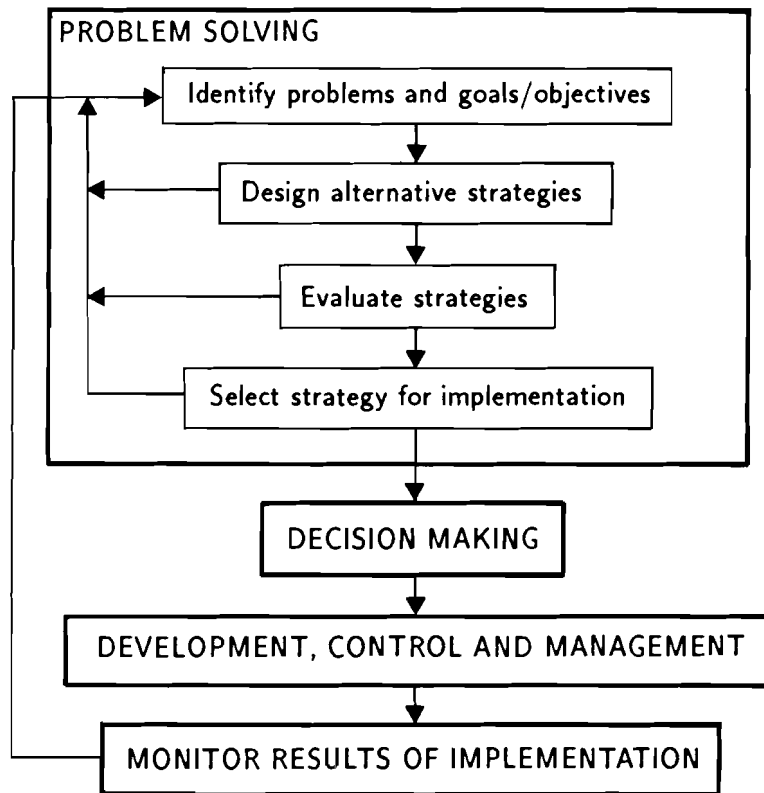 PROBLEM SOLVING
Identify problems and goals/objectives
Design alternative strategies
Evaluate strategies
Select strategy for implementation
DECISION MAKING
DEVELOPMENT, CONTROL AND MANAGEMENT
MONITOR RESULTS OF IMPLEMENTATION